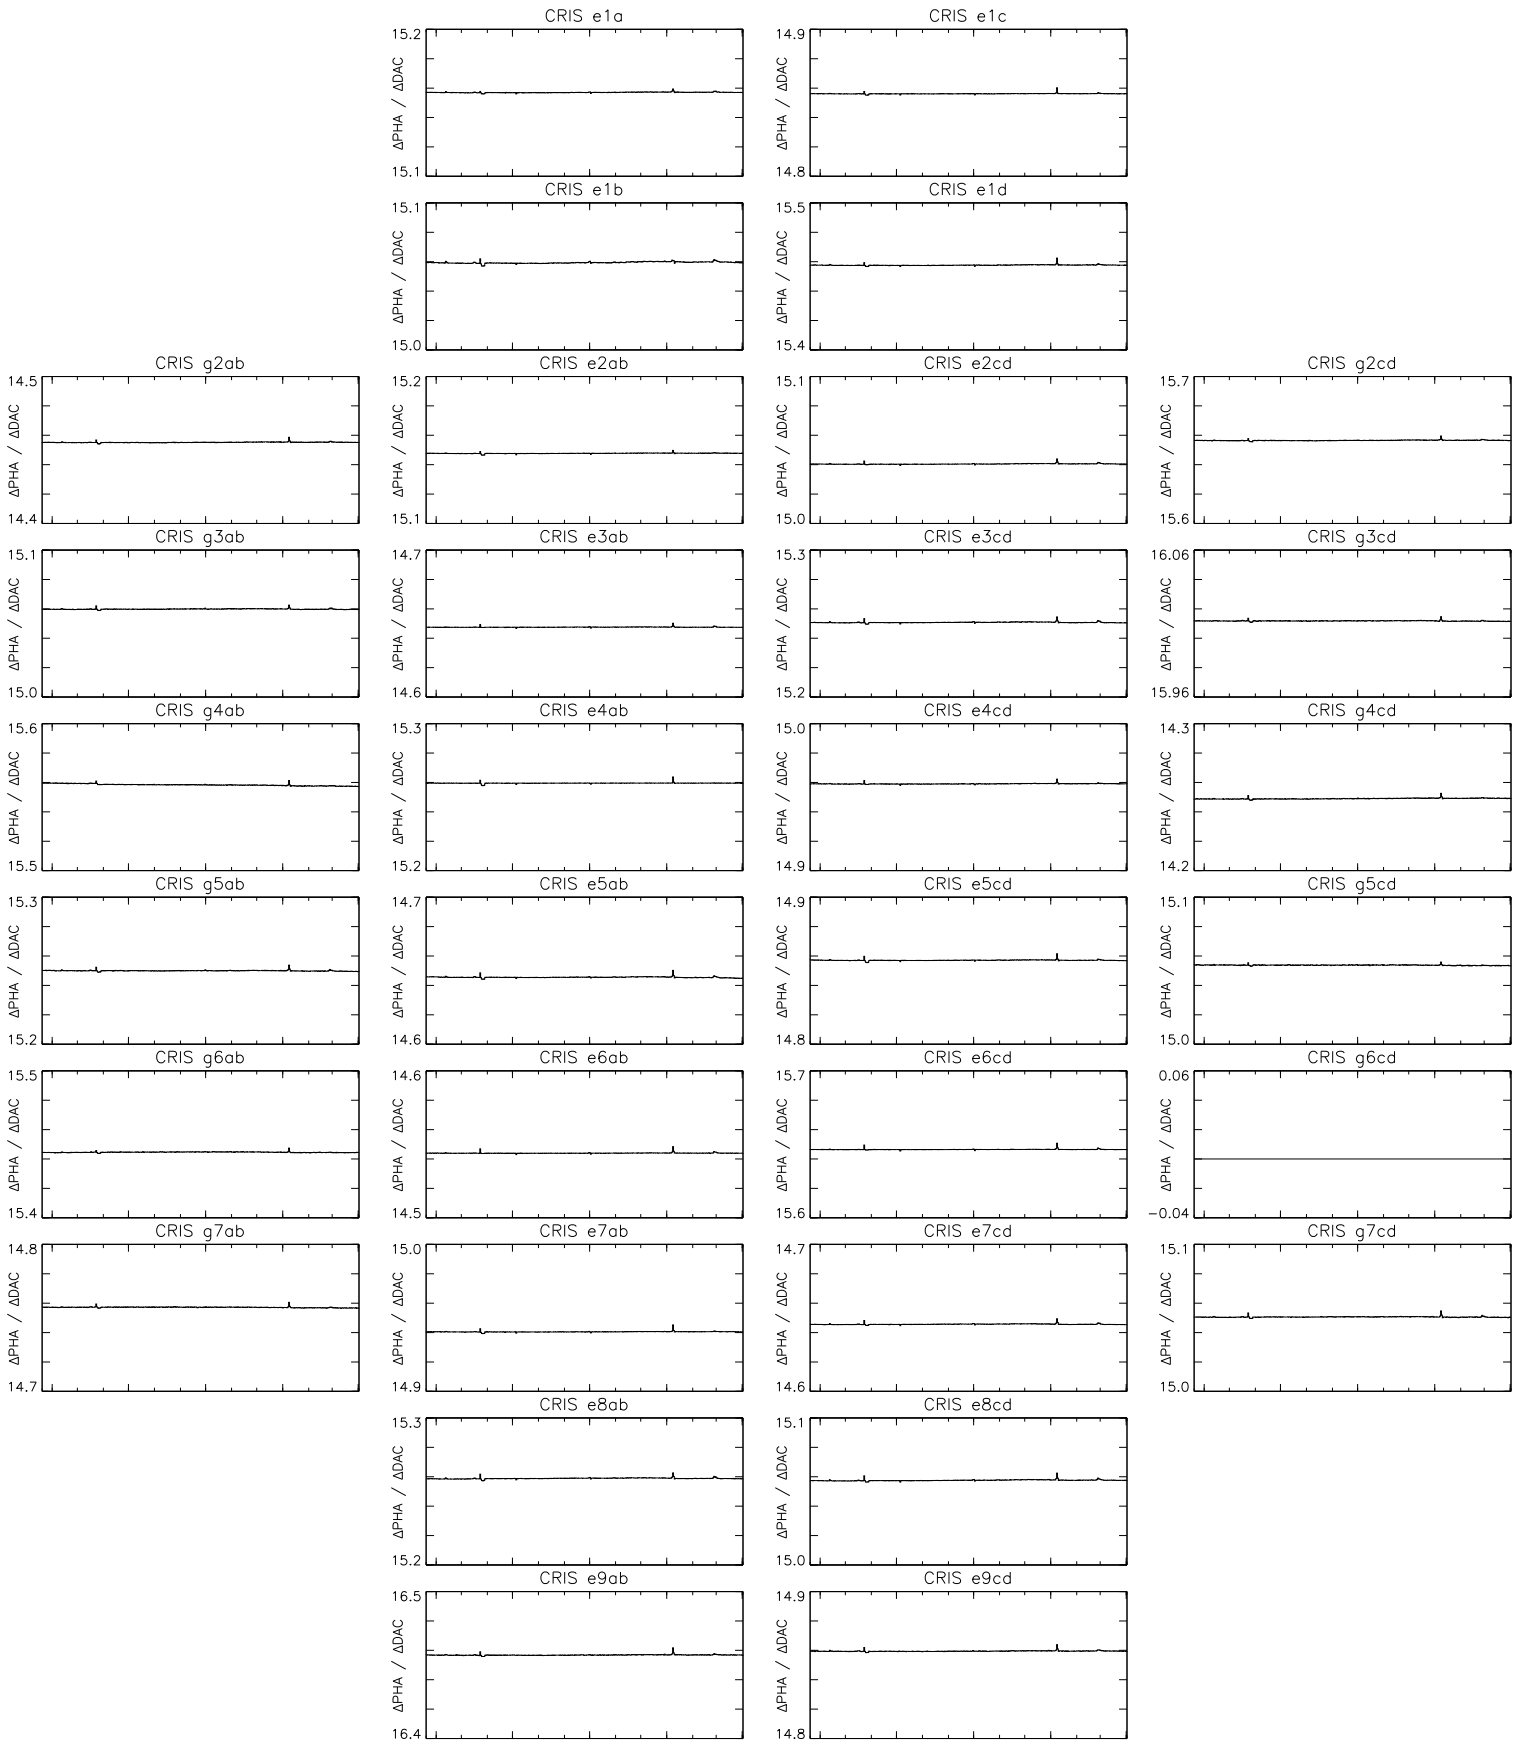 CRIS e1a
15.2
ΔPHA / ΔDAC
15.1
CRIS e1c
14.9
ΔPHA / ΔDAC
14.8
CRIS e1b
15.1
ΔPHA / ΔDAC
15.0
CRIS e1d
15.5
ΔPHA / ΔDAC
15.4
CRIS g2ab
14.5
ΔPHA / ΔDAC
14.4
CRIS e2ab
15.2
ΔPHA / ΔDAC
15.1
CRIS e2cd
15.1
ΔPHA / ΔDAC
15.0
CRIS g2cd
15.7
ΔPHA / ΔDAC
15.6
CRIS g3ab
15.1
ΔPHA / ΔDAC
15.0
CRIS e3ab
14.7
ΔPHA / ΔDAC
14.6
CRIS e3cd
15.3
ΔPHA / ΔDAC
15.2
CRIS g3cd
16.06
ΔPHA / ΔDAC
15.96
CRIS g4ab
15.6
ΔPHA / ΔDAC
15.5
CRIS e4ab
15.3
ΔPHA / ΔDAC
15.2
CRIS e4cd
15.0
ΔPHA / ΔDAC
14.9
CRIS g4cd
14.3
ΔPHA / ΔDAC
14.2
CRIS g5ab
15.3
ΔPHA / ΔDAC
15.2
CRIS e5ab
14.7
ΔPHA / ΔDAC
14.6
CRIS e5cd
14.9
ΔPHA / ΔDAC
14.8
CRIS g5cd
15.1
ΔPHA / ΔDAC
15.0
CRIS g6ab
15.5
ΔPHA / ΔDAC
15.4
CRIS e6ab
14.6
ΔPHA / ΔDAC
14.5
CRIS e6cd
15.7
ΔPHA / ΔDAC
15.6
CRIS g6cd
0.06
ΔPHA / ΔDAC
−0.04
CRIS g7ab
14.8
ΔPHA / ΔDAC
14.7
CRIS e7ab
15.0
ΔPHA / ΔDAC
14.9
CRIS e7cd
14.7
ΔPHA / ΔDAC
14.6
CRIS g7cd
15.1
ΔPHA / ΔDAC
15.0
CRIS e8ab
15.3
ΔPHA / ΔDAC
15.2
CRIS e8cd
15.1
ΔPHA / ΔDAC
15.0
CRIS e9ab
16.5
ΔPHA / ΔDAC
16.4
CRIS e9cd
14.9
ΔPHA / ΔDAC
14.8